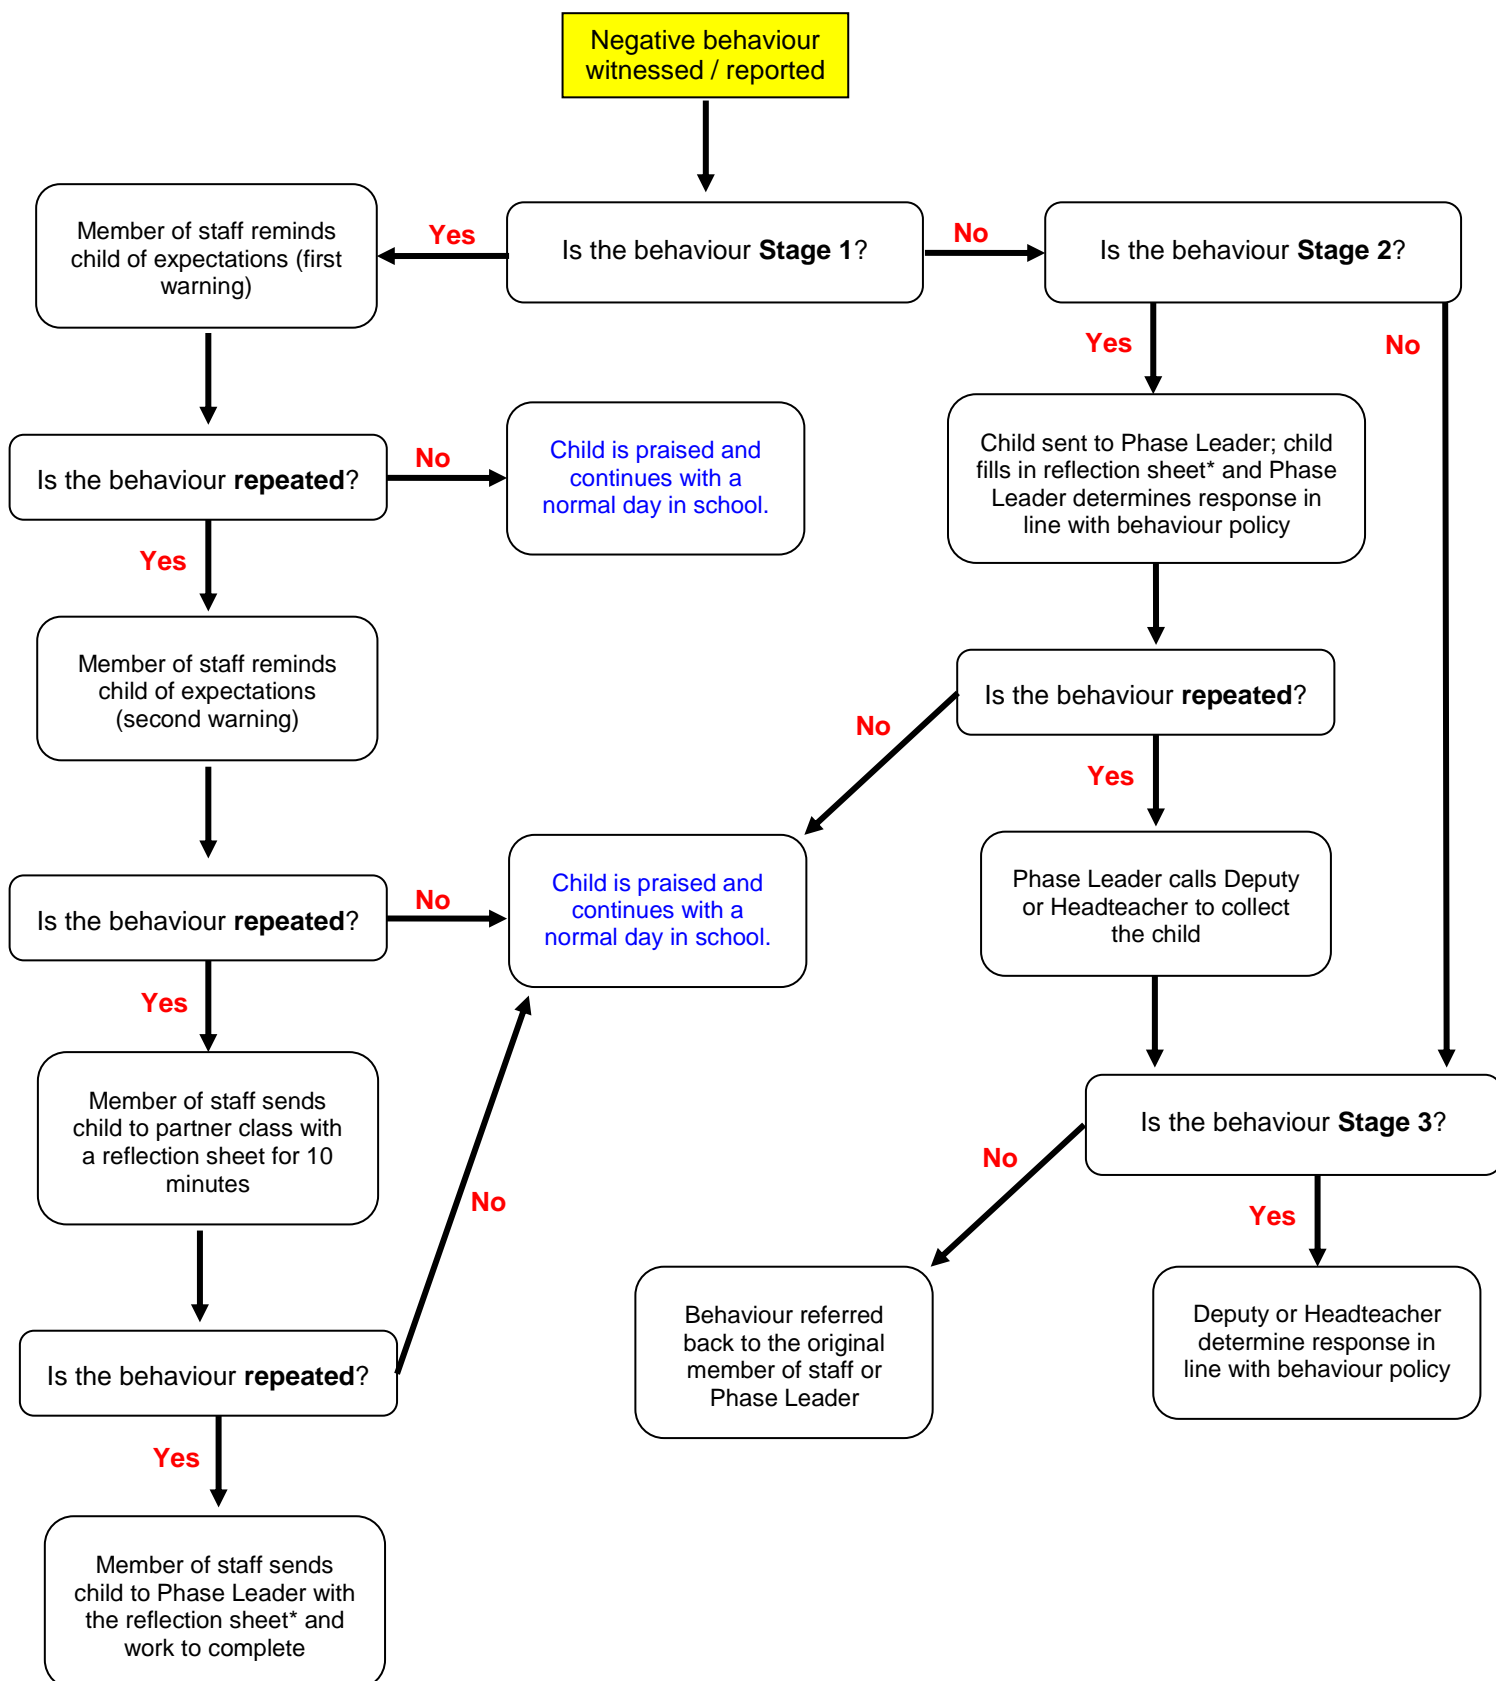 Negative behaviour
witnessed / reported
Is the behaviour Stage 1?
Yes
No
Member of staff reminds
child of expectations (first
warning)
Is the behaviour Stage 2?
Yes
No
Is the behaviour repeated?
No
Yes
Child is praised and
continues with a
normal day in school.
Child sent to Phase Leader; child
fills in reflection sheet* and Phase
Leader determines response in
line with behaviour policy
Member of staff reminds
child of expectations
(second warning)
Is the behaviour repeated?
No
Yes
Is the behaviour repeated?
No
Yes
Child is praised and
continues with a
normal day in school.
Phase Leader calls Deputy
or Headteacher to collect
the child
Member of staff sends
child to partner class with
a reflection sheet for 10
minutes
Is the behaviour Stage 3?
No
Yes
No
Is the behaviour repeated?
Yes
Behaviour referred
back to the original
member of staff or
Phase Leader
Deputy or Headteacher
determine response in
line with behaviour policy
Member of staff sends
child to Phase Leader with
the reflection sheet* and
work to complete